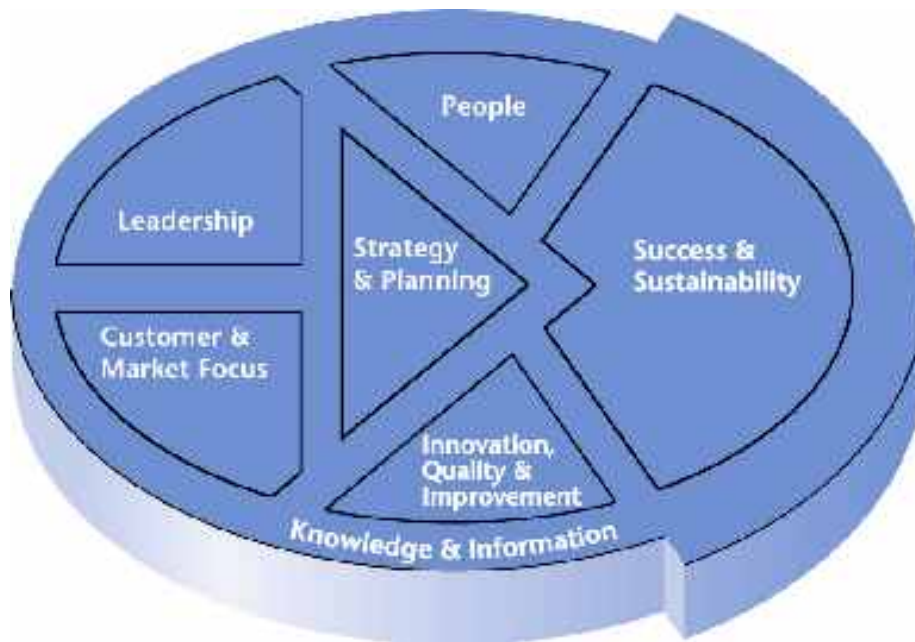 People
Leadership
Strategy
& Planning
Success &
Sustainability
Customer &
Market Focus
Innovation,
Quality &
Improvement
Knowledge & Information